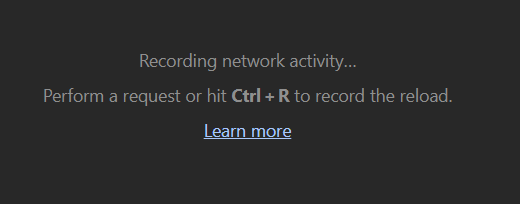 Recording network activity…
Perform a request or hit Ctrl + R to record the reload.
Learn more